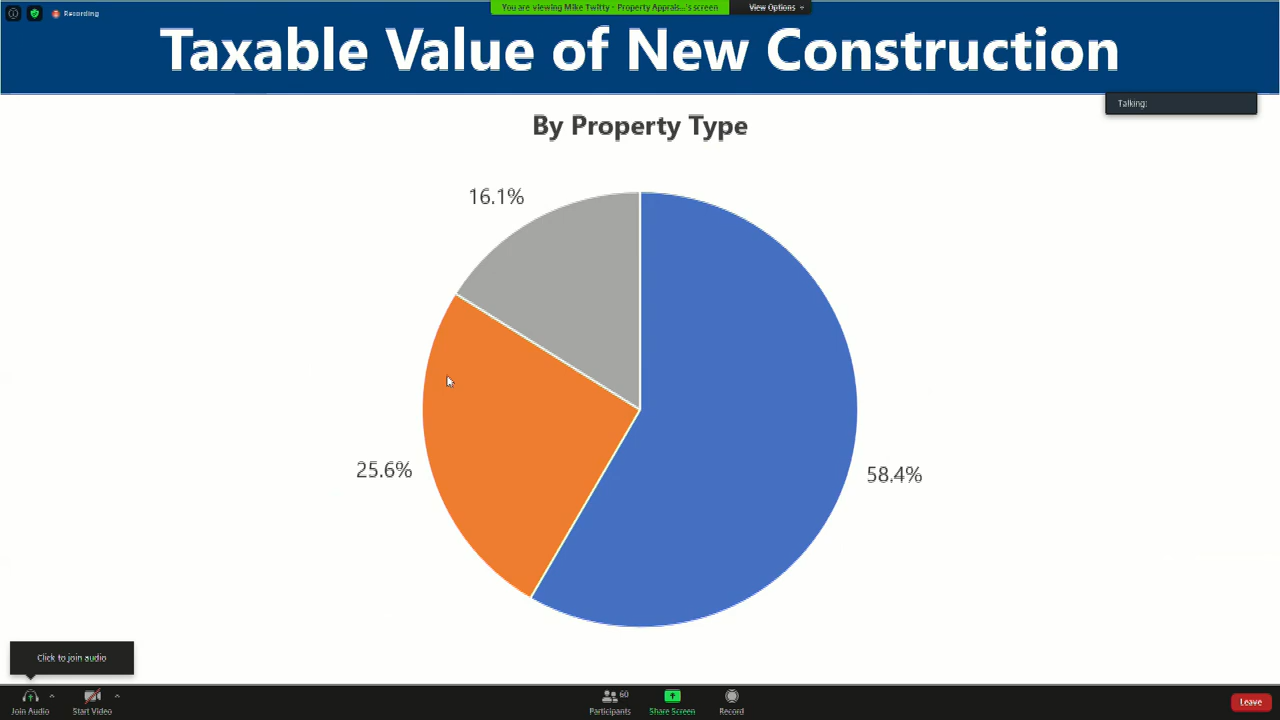 Recording
You are viewing Mike Twitty - Property Apprais...'s screen
View Options
Taxable Value of New Construction
Talking:
By Property Type
16.1%
25.6%
58.4%
Click to join audio
Join Audio
Start Video
60
Participants
Share Screen
Record
Leave